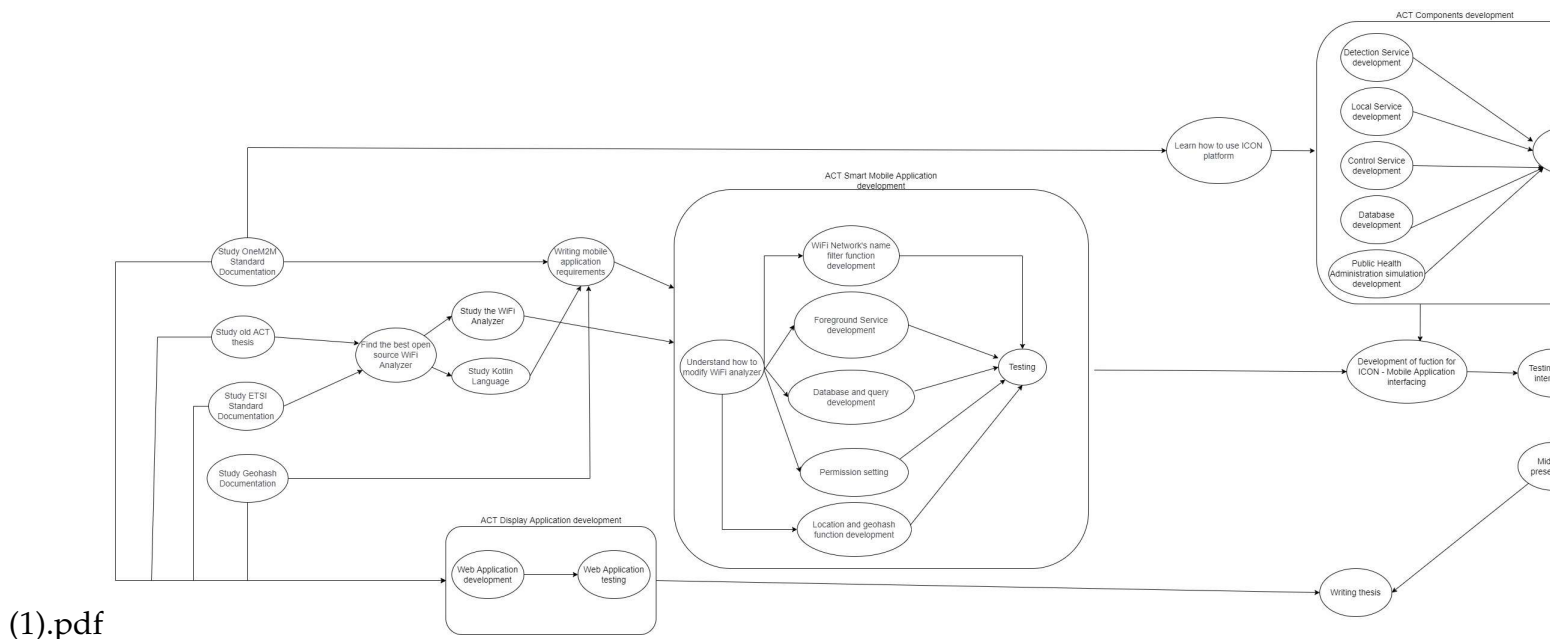 ACT Components development
Detection Service
development
Local Service
development
Learn how to use ICON
platform
Control Service
development
Database
development
Public Health
Administration simulation
development
ACT Smart Mobile Application
development
Study OneM2M
Standard
Documentation
Writing mobile
application
requirements
WiFi Network's name
filter function
development
Study the WiFi
Analyzer
Foreground Service
development
Study old ACT
thesis
Find the best open
source WiFi
Analyzer
Study Kotlin
Language
Understand how to
modify WiFi analyzer
Testing
Development of fuction for
ICON - Mobile Application
interfacing
Testing
inter
Study ETSI
Standard
Documentation
Database and query
development
Study Geohash
Documentation
Permission setting
Mid
prese
ACT Display Application development
Location and geohash
function development
Web Application
development
Web Application
testing
Writing thesis
(1).pdf